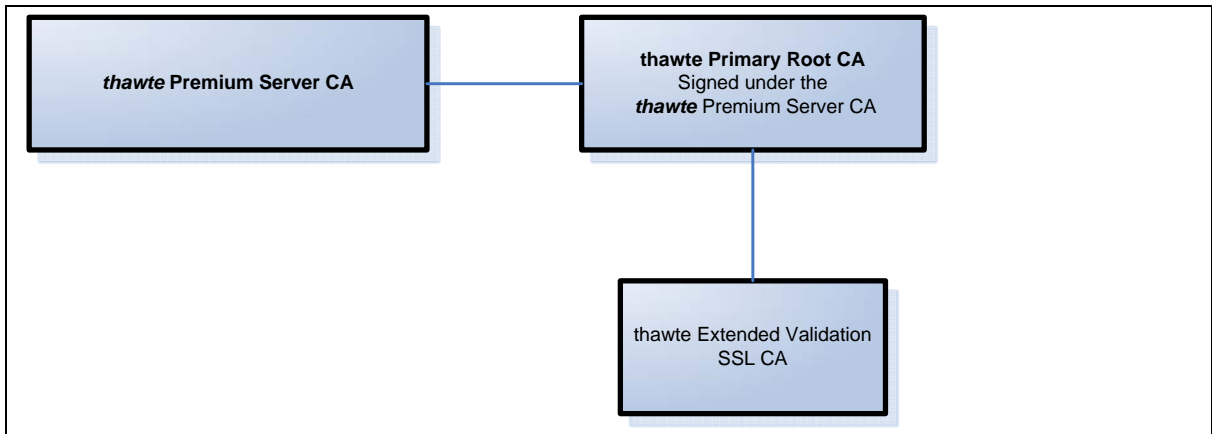 thawte Premium Server CA
thawte Primary Root CA
Signed under the
thawte Premium Server CA
thawte Extended Validation
SSL CA